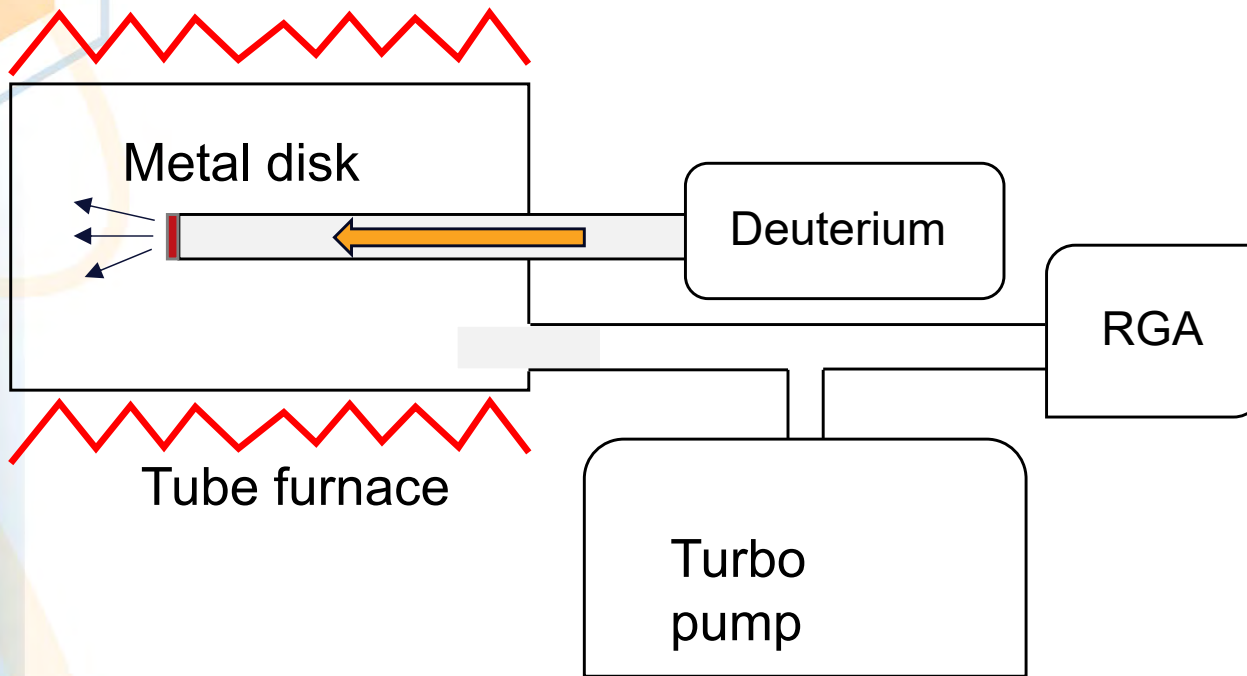 Metal disk
Deuterium
RGA
Tube furnace
Turbo
pump